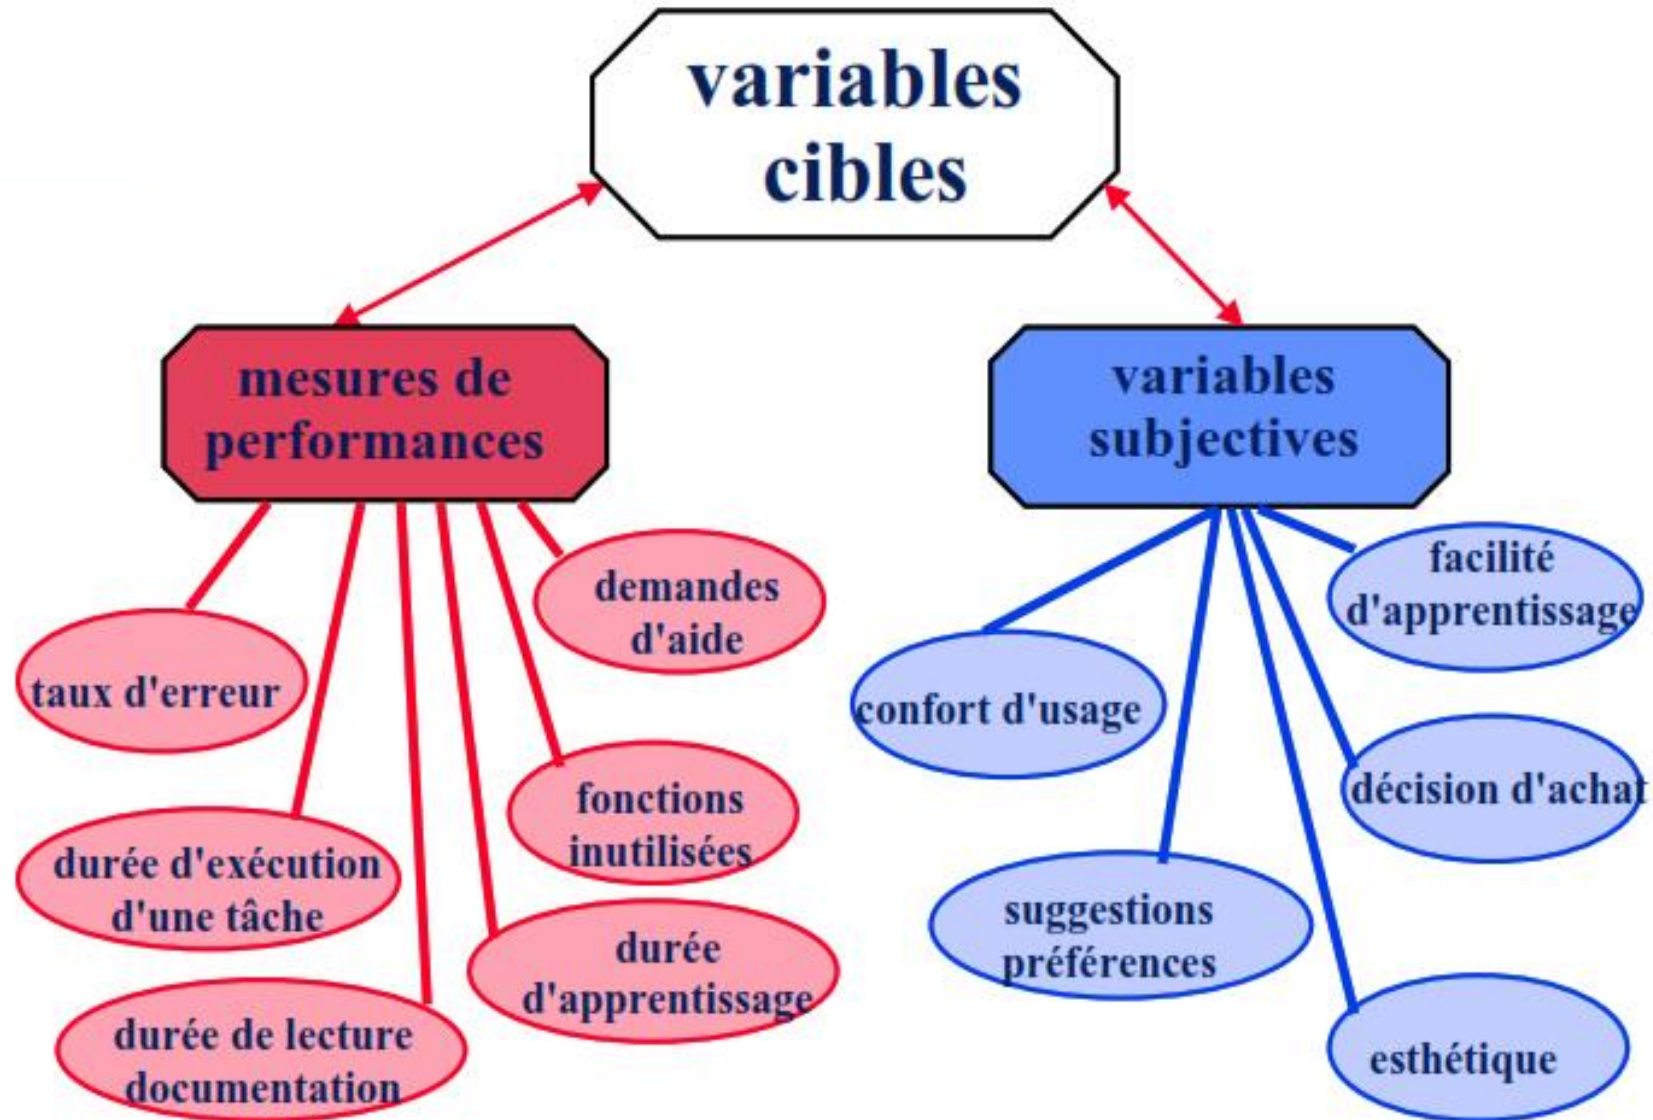 variables
cibles
mesures de
performances
variables
subjectives
demandes
d'aide
taux d'erreur
fonctions
inutilisées
durée d'exécution
d'une tâche
durée
d'apprentissage
durée de lecture
documentation
facilité
d'apprentissage
confort d'usage
décision d'achat
suggestions
préférences
esthétique